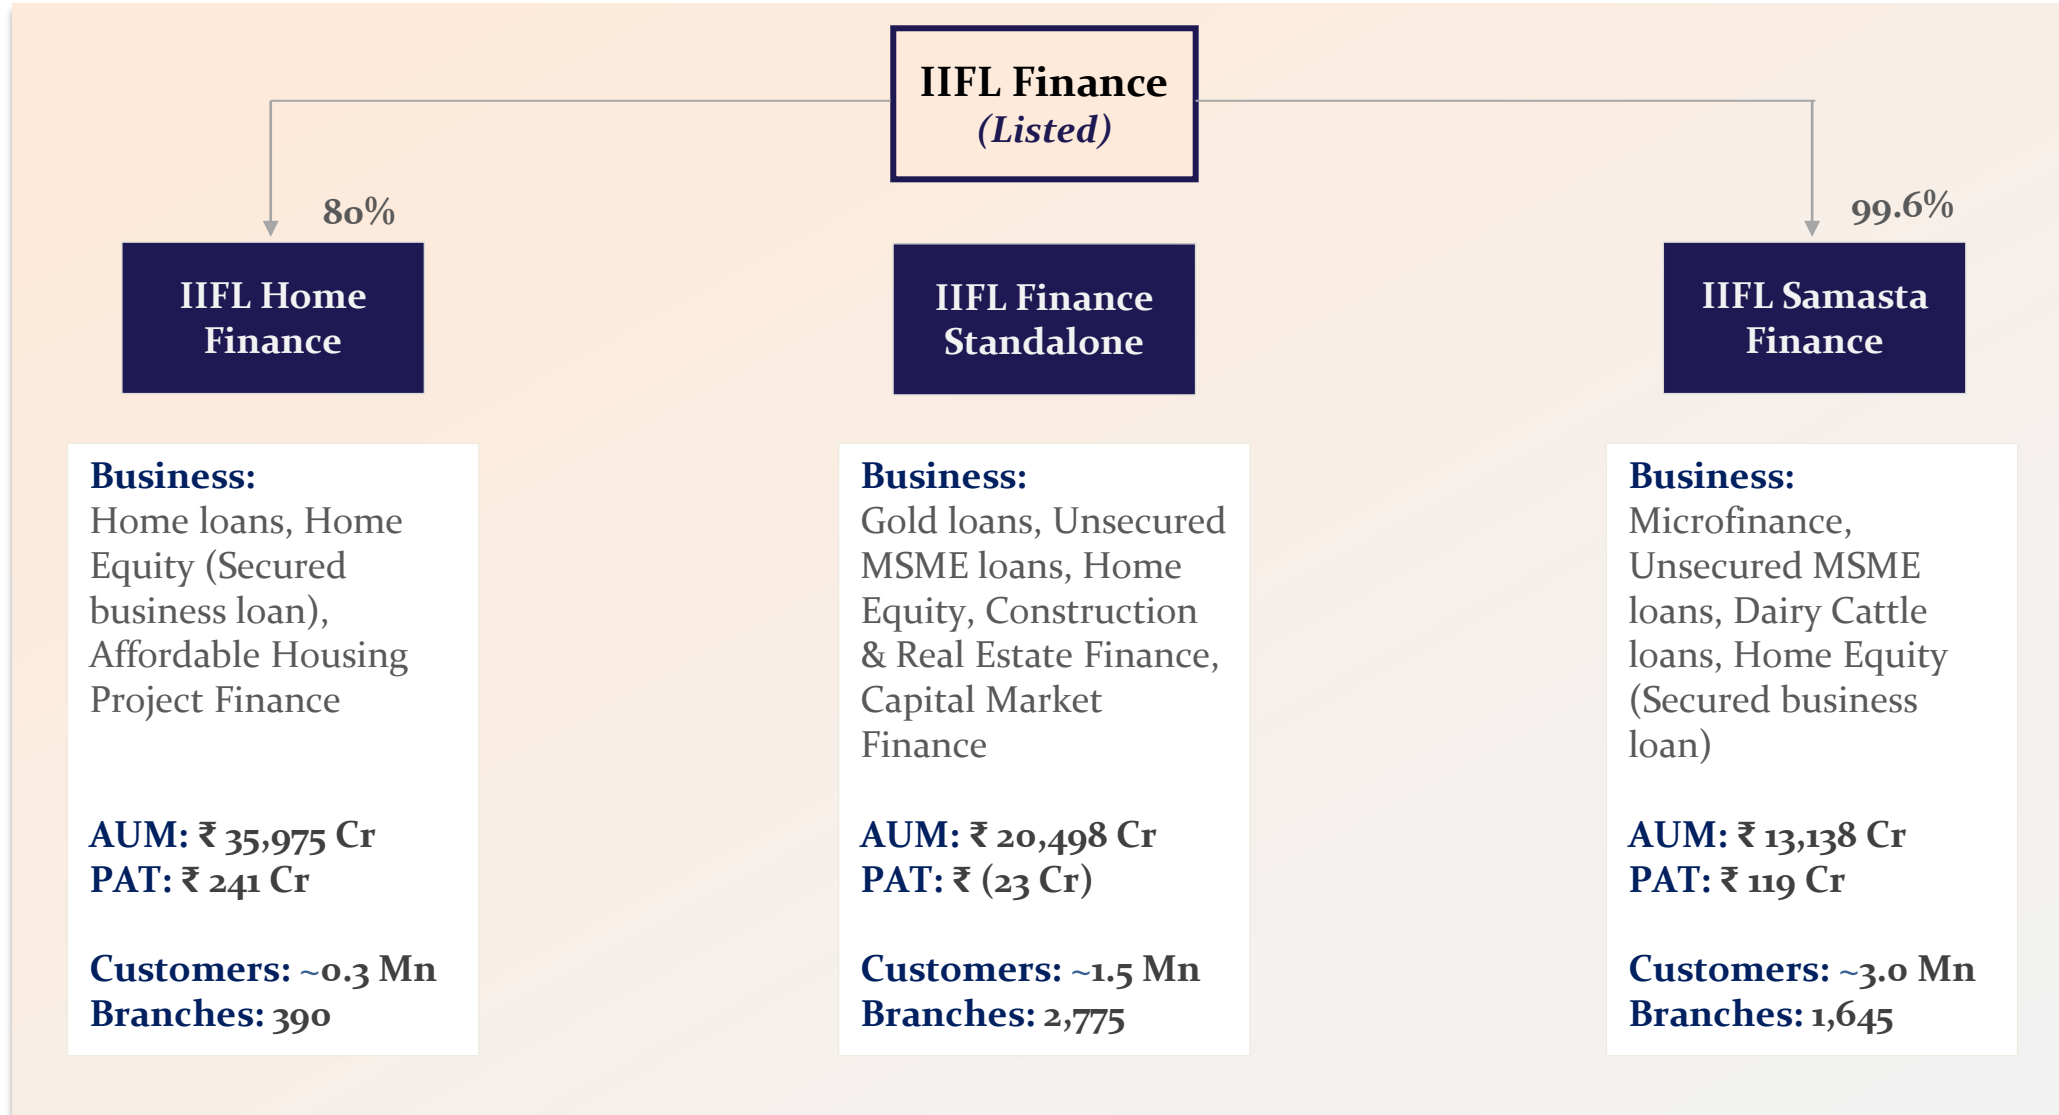 IIFL Finance
(Listed)
80%
99.6%
IIFL Home
Finance
IIFL Finance
Standalone
IIFL Samasta
Finance
Business:
Home loans, Home
Equity (Secured
business loan),
Affordable Housing
Project Finance
AUM: ₹ 35,975 Cr
PAT: ₹ 241 Cr
Customers: ~0.3 Mn
Branches: 390
Business:
Gold loans, Unsecured
MSME loans, Home
Equity, Construction
& Real Estate Finance,
Capital Market
Finance
AUM: ₹ 20,498 Cr
PAT: ₹ (23 Cr)
Customers: ~1.5 Mn
Branches: 2,775
Business:
Microfinance,
Unsecured MSME
loans, Dairy Cattle
loans, Home Equity
(Secured business
loan)
AUM: ₹ 13,138 Cr
PAT: ₹ 119 Cr
Customers: ~3.0 Mn
Branches: 1,645